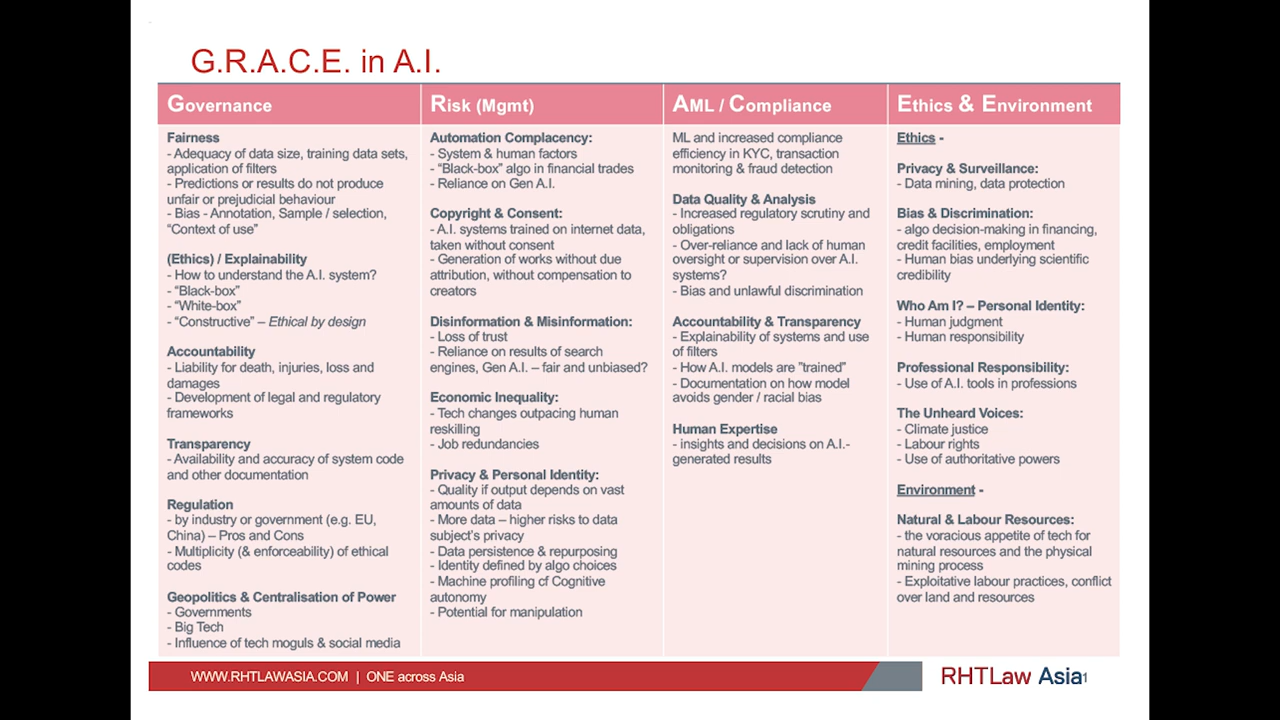 G.R.A.C.E. in A.I.
Governance
Fairness
- Adequacy of data size, training data sets,
application of filters
- Predictions or results do not produce
unfair or prejudicial behaviour
- Bias - Annotation, Sample / selection,
“Context of use”
(Ethics) / Explainability
- How to understand the A.I. system?
- “Black-box”
- “White-box”
- “Constructive” – Ethical by design
Accountability
- Liability for death, injuries, loss and
damages
- Development of legal and regulatory
frameworks
Transparency
- Availability and accuracy of system code
and other documentation
Regulation
- by industry or government (e.g. EU,
China) – Pros and Cons
- Multiplicity (& enforceability) of ethical
codes
Geopolitics & Centralisation of Power
- Governments
- Big Tech
- Influence of tech moguls & social media
Risk (Mgmt)
Automation Complacency:
- System & human factors
- “Black-box” algo in financial trades
- Reliance on Gen A.I.
Copyright & Consent:
- A.I. systems trained on internet data,
taken without consent
- Generation of works without due
attribution, without compensation to
creators
Disinformation & Misinformation:
- Loss of trust
- Reliance on results of search
engines, Gen A.I. – fair and unbiased?
Economic Inequality:
- Tech changes outpacing human
reskilling
- Job redundancies
Privacy & Personal Identity:
- Quality if output depends on vast
amounts of data
- More data – higher risks to data
subject’s privacy
- Data persistence & repurposing
- Identity defined by algo choices
- Machine profiling cf Cognitive
autonomy
- Potential for manipulation
AML / Compliance
ML and increased compliance
efficiency in KYC, transaction
monitoring & fraud detection
Data Quality & Analysis
- Increased regulatory scrutiny and
obligations
- Over-reliance and lack of human
oversight or supervision over A.I.
systems?
- Bias and unlawful discrimination
Accountability & Transparency
- Explainability of systems and use
of filters
- How A.I. models are ”trained”
- Documentation on how model
avoids gender / racial bias
Human Expertise
- insights and decisions on A.I.-
generated results
Ethics & Environment
Ethics -
Privacy & Surveillance:
- Data mining, data protection
Bias & Discrimination:
- algo decision-making in financing,
credit facilities, employment
- Human bias underlying scientific
credibility
Who Am I? – Personal Identity:
- Human judgment
- Human responsibility
Professional Responsibility:
- Use of A.I. tools in professions
The Unheard Voices:
- Climate justice
- Labour rights
- Use of authoritative powers
Environment -
Natural & Labour Resources:
- the voracious appetite of tech for
natural resources and the physical
mining process
- Exploitative labour practices, conflict
over land and resources
WWW.RHTLAWASIA.COM | ONE across Asia
RHTLaw Asia
1